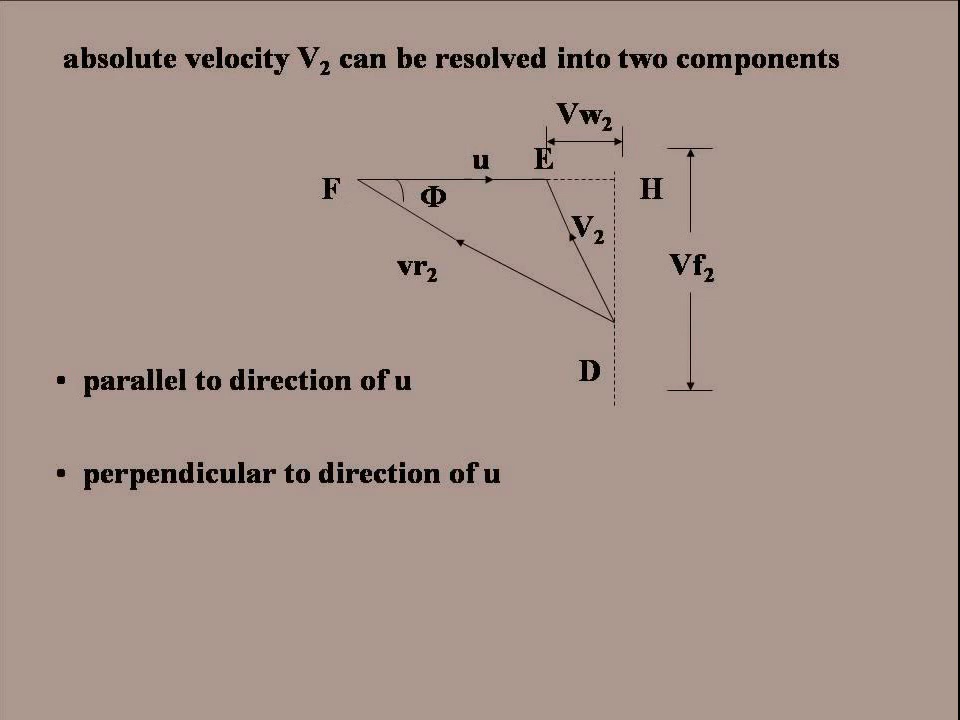 absolute velocity V₂ can be resolved into two components
Vw₂
u E
F Φ H
V₂
vr₂ Vf₂
D
• parallel to direction of u
• perpendicular to direction of u